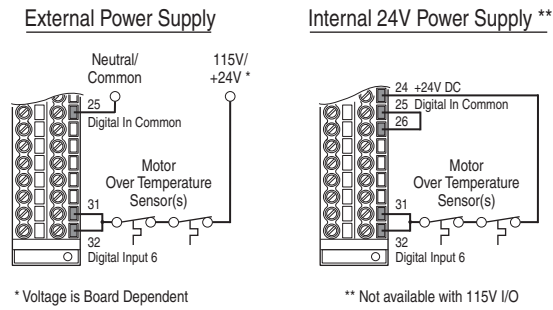 External Power Supply
Neutral/
Common
115V/
+24V *
25
Digital In Common
Motor
Over Temperature
Sensor(s)
31
32
Digital Input 6
* Voltage is Board Dependent
Internal 24V Power Supply **
24 +24V DC
25 Digital In Common
26
Motor
Over Temperature
Sensor(s)
31
32
Digital Input 6
** Not available with 115V I/O